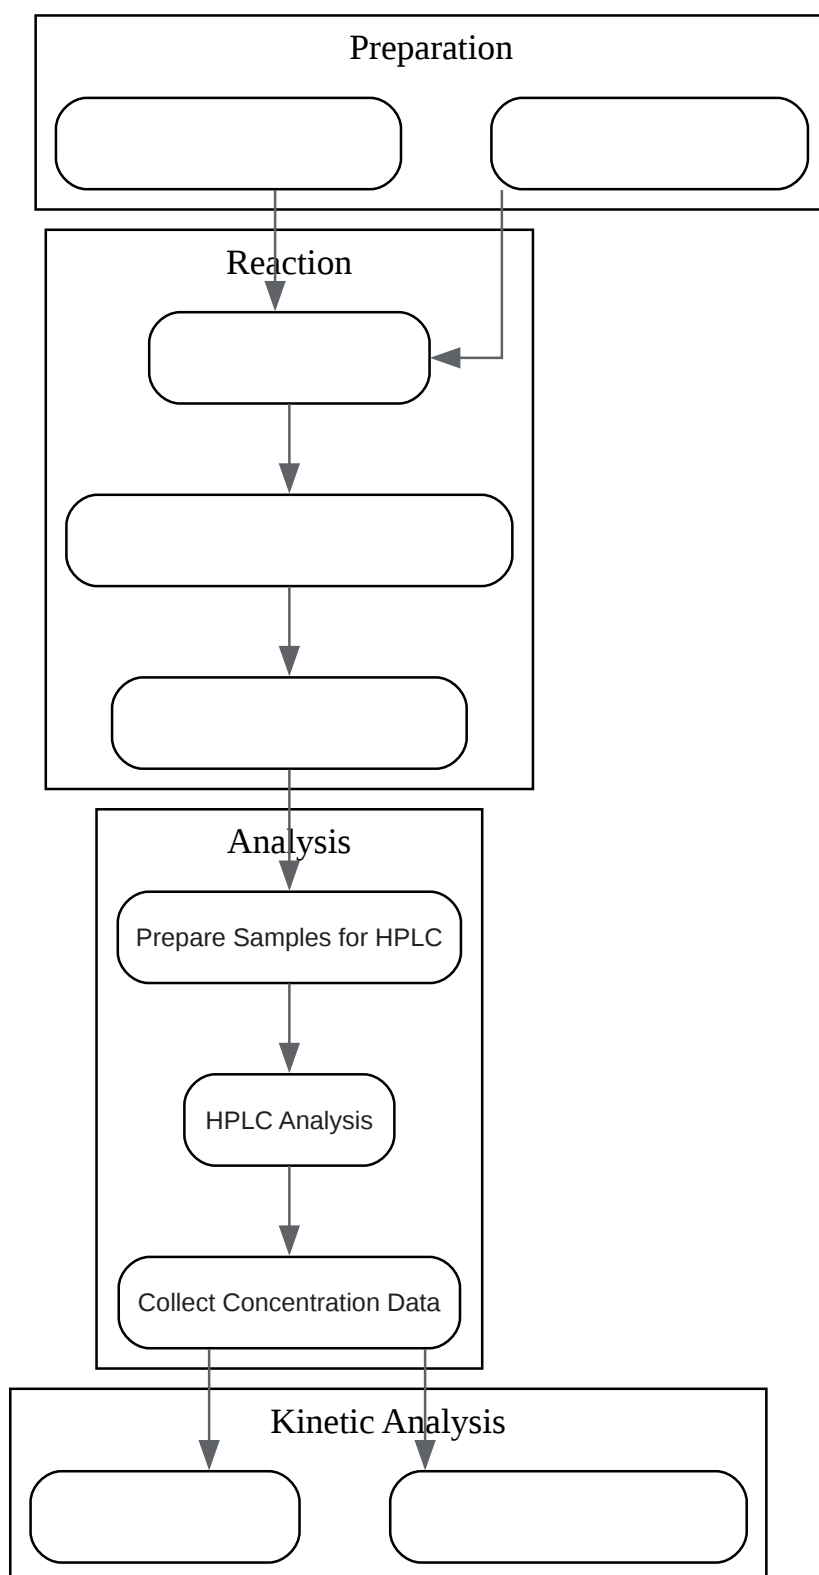 Preparation
Reaction
Analysis
Prepare Samples for HPLC
HPLC Analysis
Collect Concentration Data
Kinetic Analysis